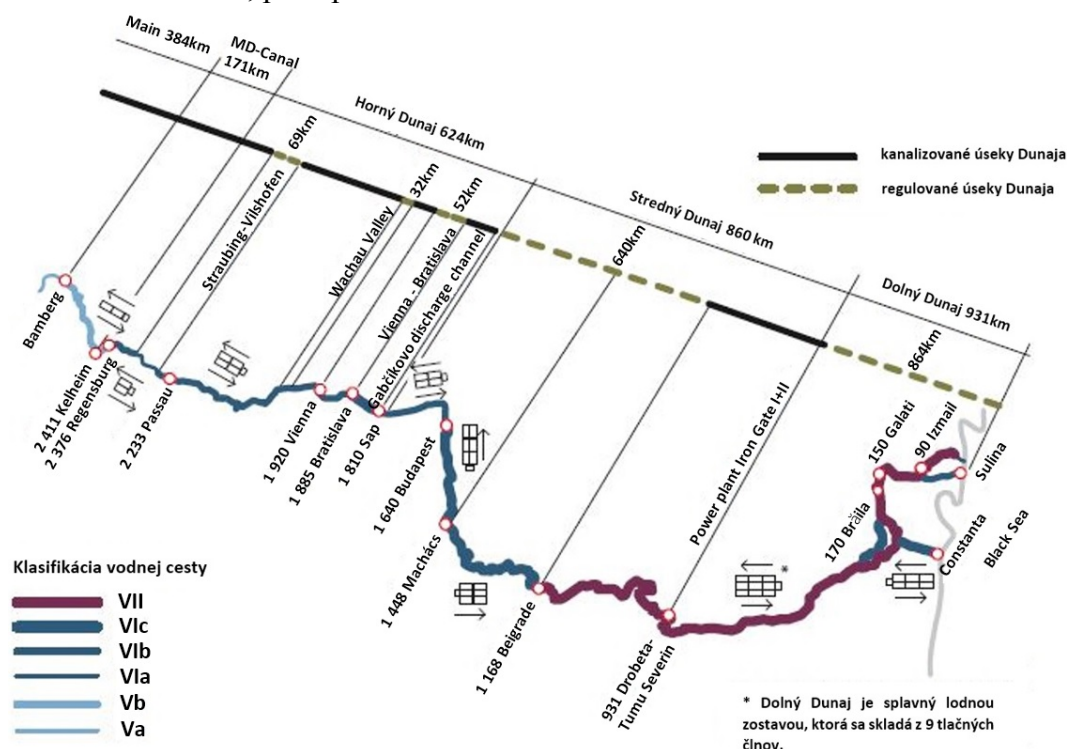 Main 384km
MD-Canal
171km
Horný Dunaj 624km
69km
32km
52km
Stredný Dunaj 860 km
640km
Dolný Dunaj 931km
864km
kanalizované úseky Dunaja
regulované úseky Dunaja
Straubing-Vilshofen
Wachau Valley
Vienna - Bratislava
Gabčikovo discharge channel
Power plant Iron Gate I+II
Bamberg
2 411 Kelheim
2 376 Regensburg
2 233 Passau
1 920 Vienna
1 885 Bratislava
1 810 Sap
1 640 Budapest
1 448 Machács
1 168 Beigrade
931 Drobeta-
Tumu Severin
170 Brăila
150 Galati
90 Izmail
Sulina
Constanta
Black Sea
*
Klasifikácia vodnej cesty
VII
VIc
VIb
VIa
Vb
Va
* Dolný Dunaj je splavný lodnou
zostavou, ktorá sa skladá z 9 tlačných
člnov.